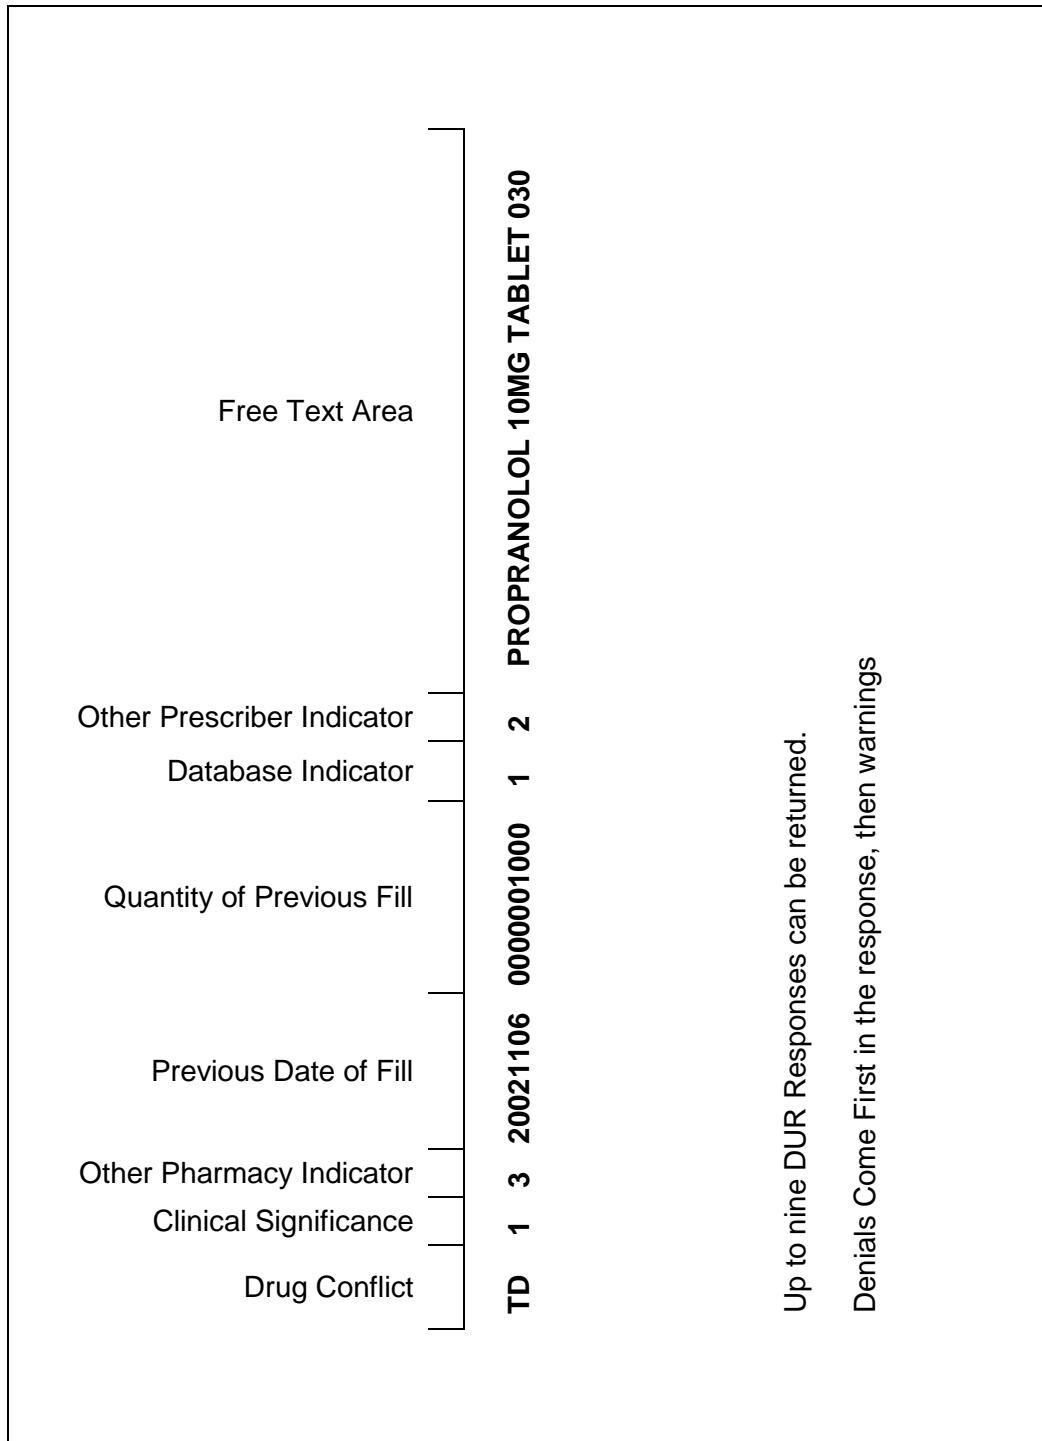 Free Text Area
Other Prescriber Indicator
Database Indicator
Quantity of Previous Fill
Previous Date of Fill
Other Pharmacy Indicator
Clinical Significance
Drug Conflict
TD 1 3 20021106 0000001000 1 2 PROPRANOLOL 10MG TABLET 030
Up to nine DUR Responses can be returned.
Denials Come First in the response, then warnings